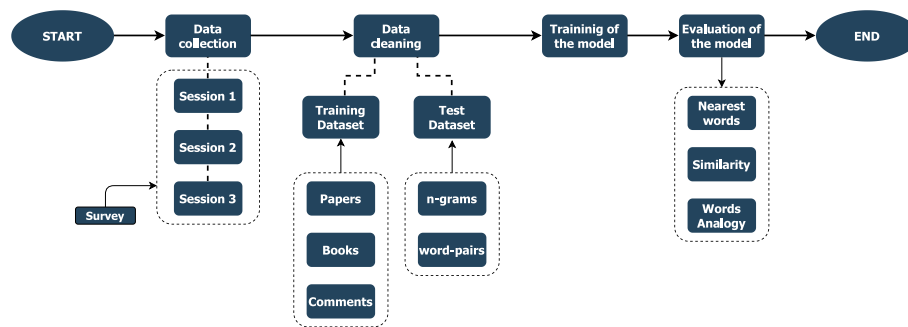 START
Data
collection
Data
cleaning
Traininig of
the model
Evaluation of
the model
END
Session 1
Session 2
Session 3
Survey
Training
Dataset
Test
Dataset
Papers
Books
Comments
n-grams
word-pairs
Nearest
words
Similarity
Words
Analogy